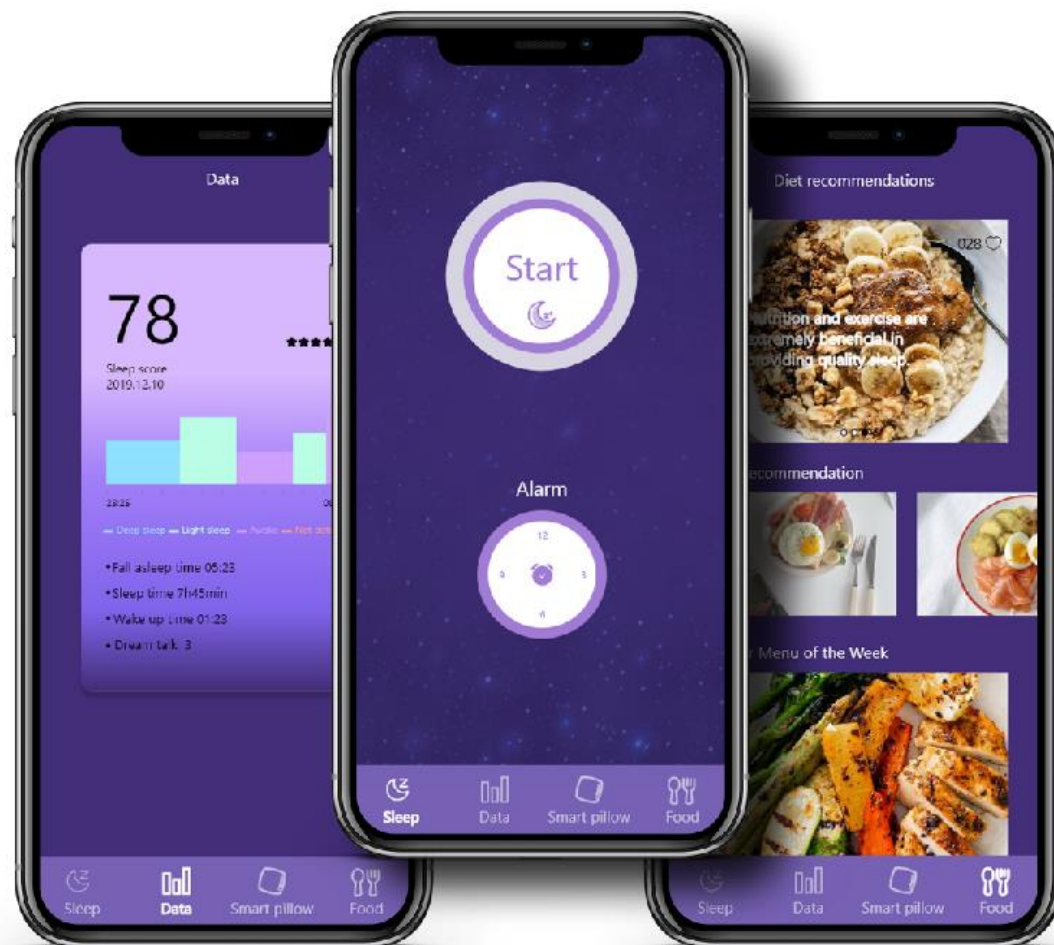 Data
78
Sleep score
2019.12.10
23:25
Deep sleep
Light sleep
Awake
• Fall asleep time 05:23
• Sleep time 7h45min
• Wake up time 01:23
• Dream talk 3
Sleep
Data
Smart pillow
Food
Start
Alarm
12
9
3
6
Sleep
Data
Smart pillow
Food
Diet recommendations
028
and exercise are
extremely beneficial in
providing quality sleep.
Menu of the Week
Sleep
Data
Smart pillow
Food